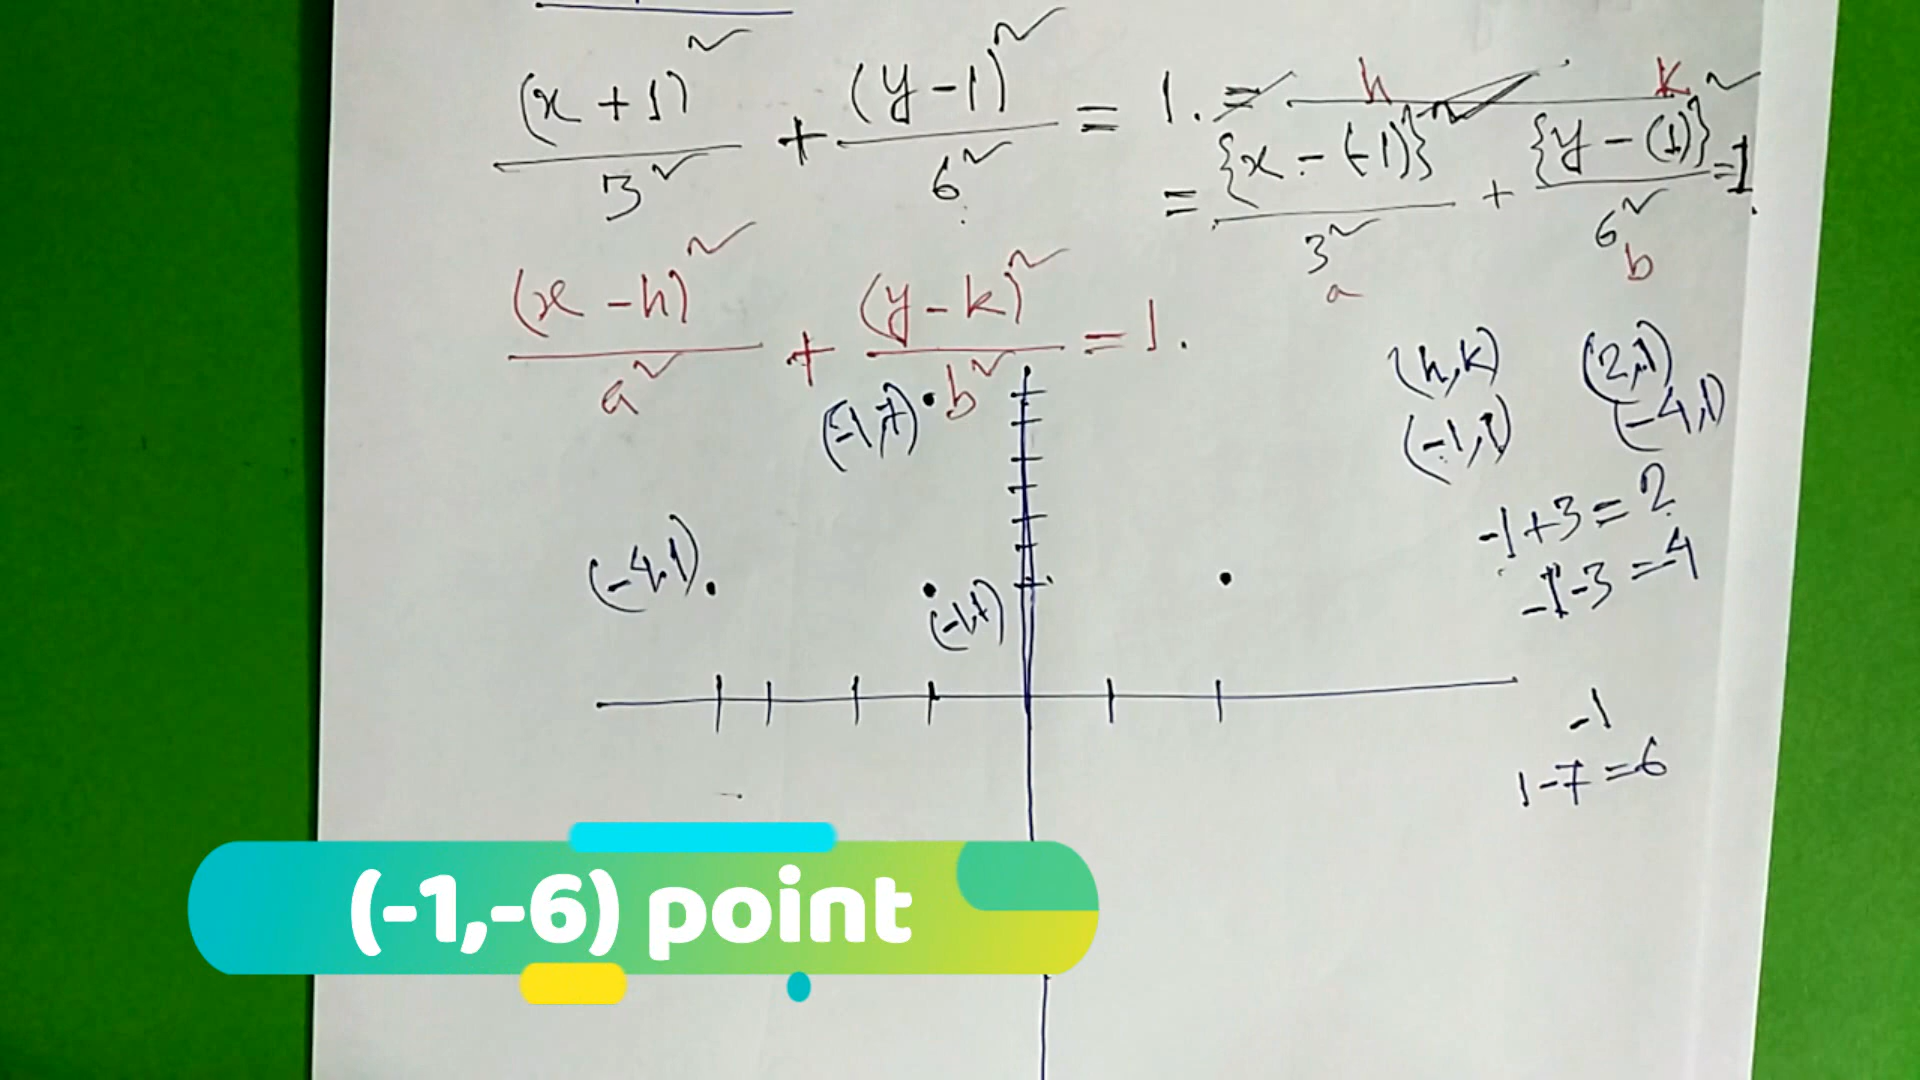 (x + 1)² / 3² + (y - 1)² / 6² = 1. =
= {x - (-1)}² / 3² + {y - (1)}² / 6² = 1.
h k
a b
(x - h)² / a² + (y - k)² / b² = 1.
(h,k) (2,1)
(-1,1) (-4,1)
-1+3=2
-1-3=-4
(-1,7)
(-4,1)
(-1,1)
-1
1-7=6
(-1,-6) point